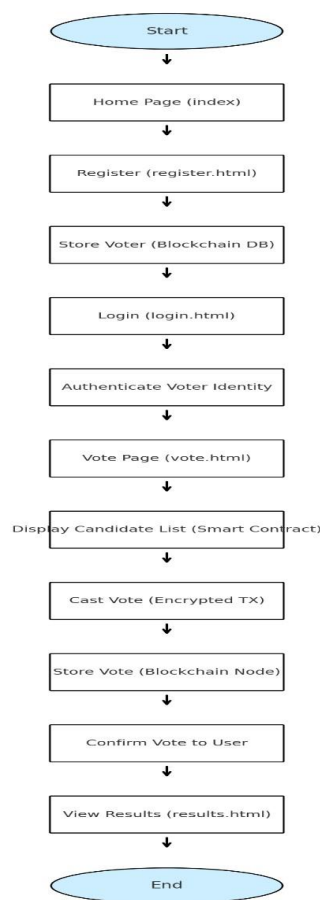 Start
Home Page (index)
Register (register.html)
Store Voter (Blockchain DB)
Login (login.html)
Authenticate Voter Identity
Vote Page (vote.html)
Display Candidate List (Smart Contract)
Cast Vote (Encrypted TX)
Store Vote (Blockchain Node)
Confirm Vote to User
View Results (results.html)
End